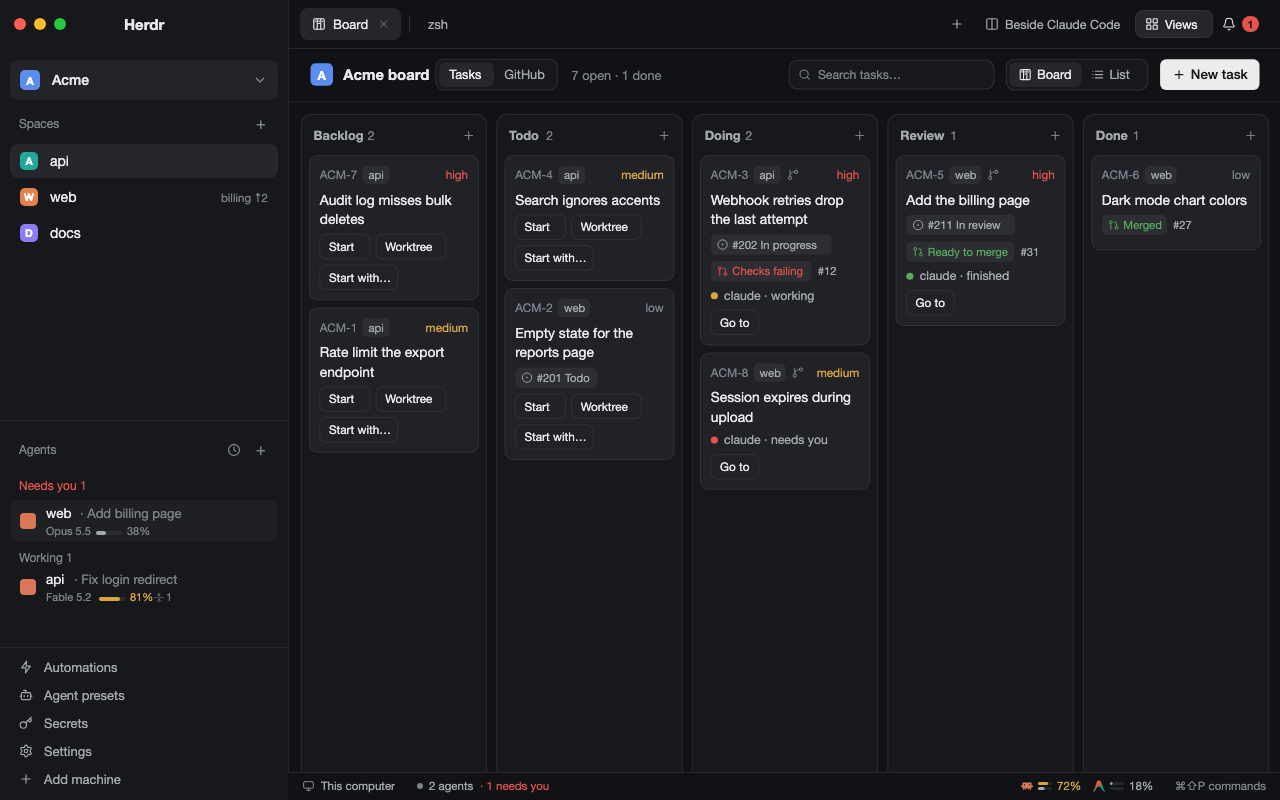 Herdr
A Acme
Spaces
A api
W web billing ↑2
D docs
Agents
Needs you 1
web · Add billing page
Opus 5.5 38%
Working 1
api · Fix login redirect
Fable 5.2 81% 1
Automations
Agent presets
Secrets
Settings
Add machine
Board × zsh + Beside Claude Code Views 1
A Acme board Tasks GitHub 7 open · 1 done Search tasks… Board List + New task
Backlog 2 +
ACM-7 api high
Audit log misses bulk
deletes
Start Worktree
Start with…
ACM-1 api medium
Rate limit the export
endpoint
Start Worktree
Start with…
Todo 2 +
ACM-4 api medium
Search ignores accents
Start Worktree
Start with…
ACM-2 web low
Empty state for the
reports page
#201 Todo
Start Worktree
Start with…
Doing 2 +
ACM-3 api high
Webhook retries drop
the last attempt
#202 In progress
Checks failing #12
claude · working
Go to
ACM-8 web medium
Session expires during
upload
claude · needs you
Go to
Review 1 +
ACM-5 web high
Add the billing page
#211 In review
Ready to merge #31
claude · finished
Go to
Done 1 +
ACM-6 web low
Dark mode chart colors
Merged #27
This computer 2 agents · 1 needs you 72% 18% ⌘⇧P commands